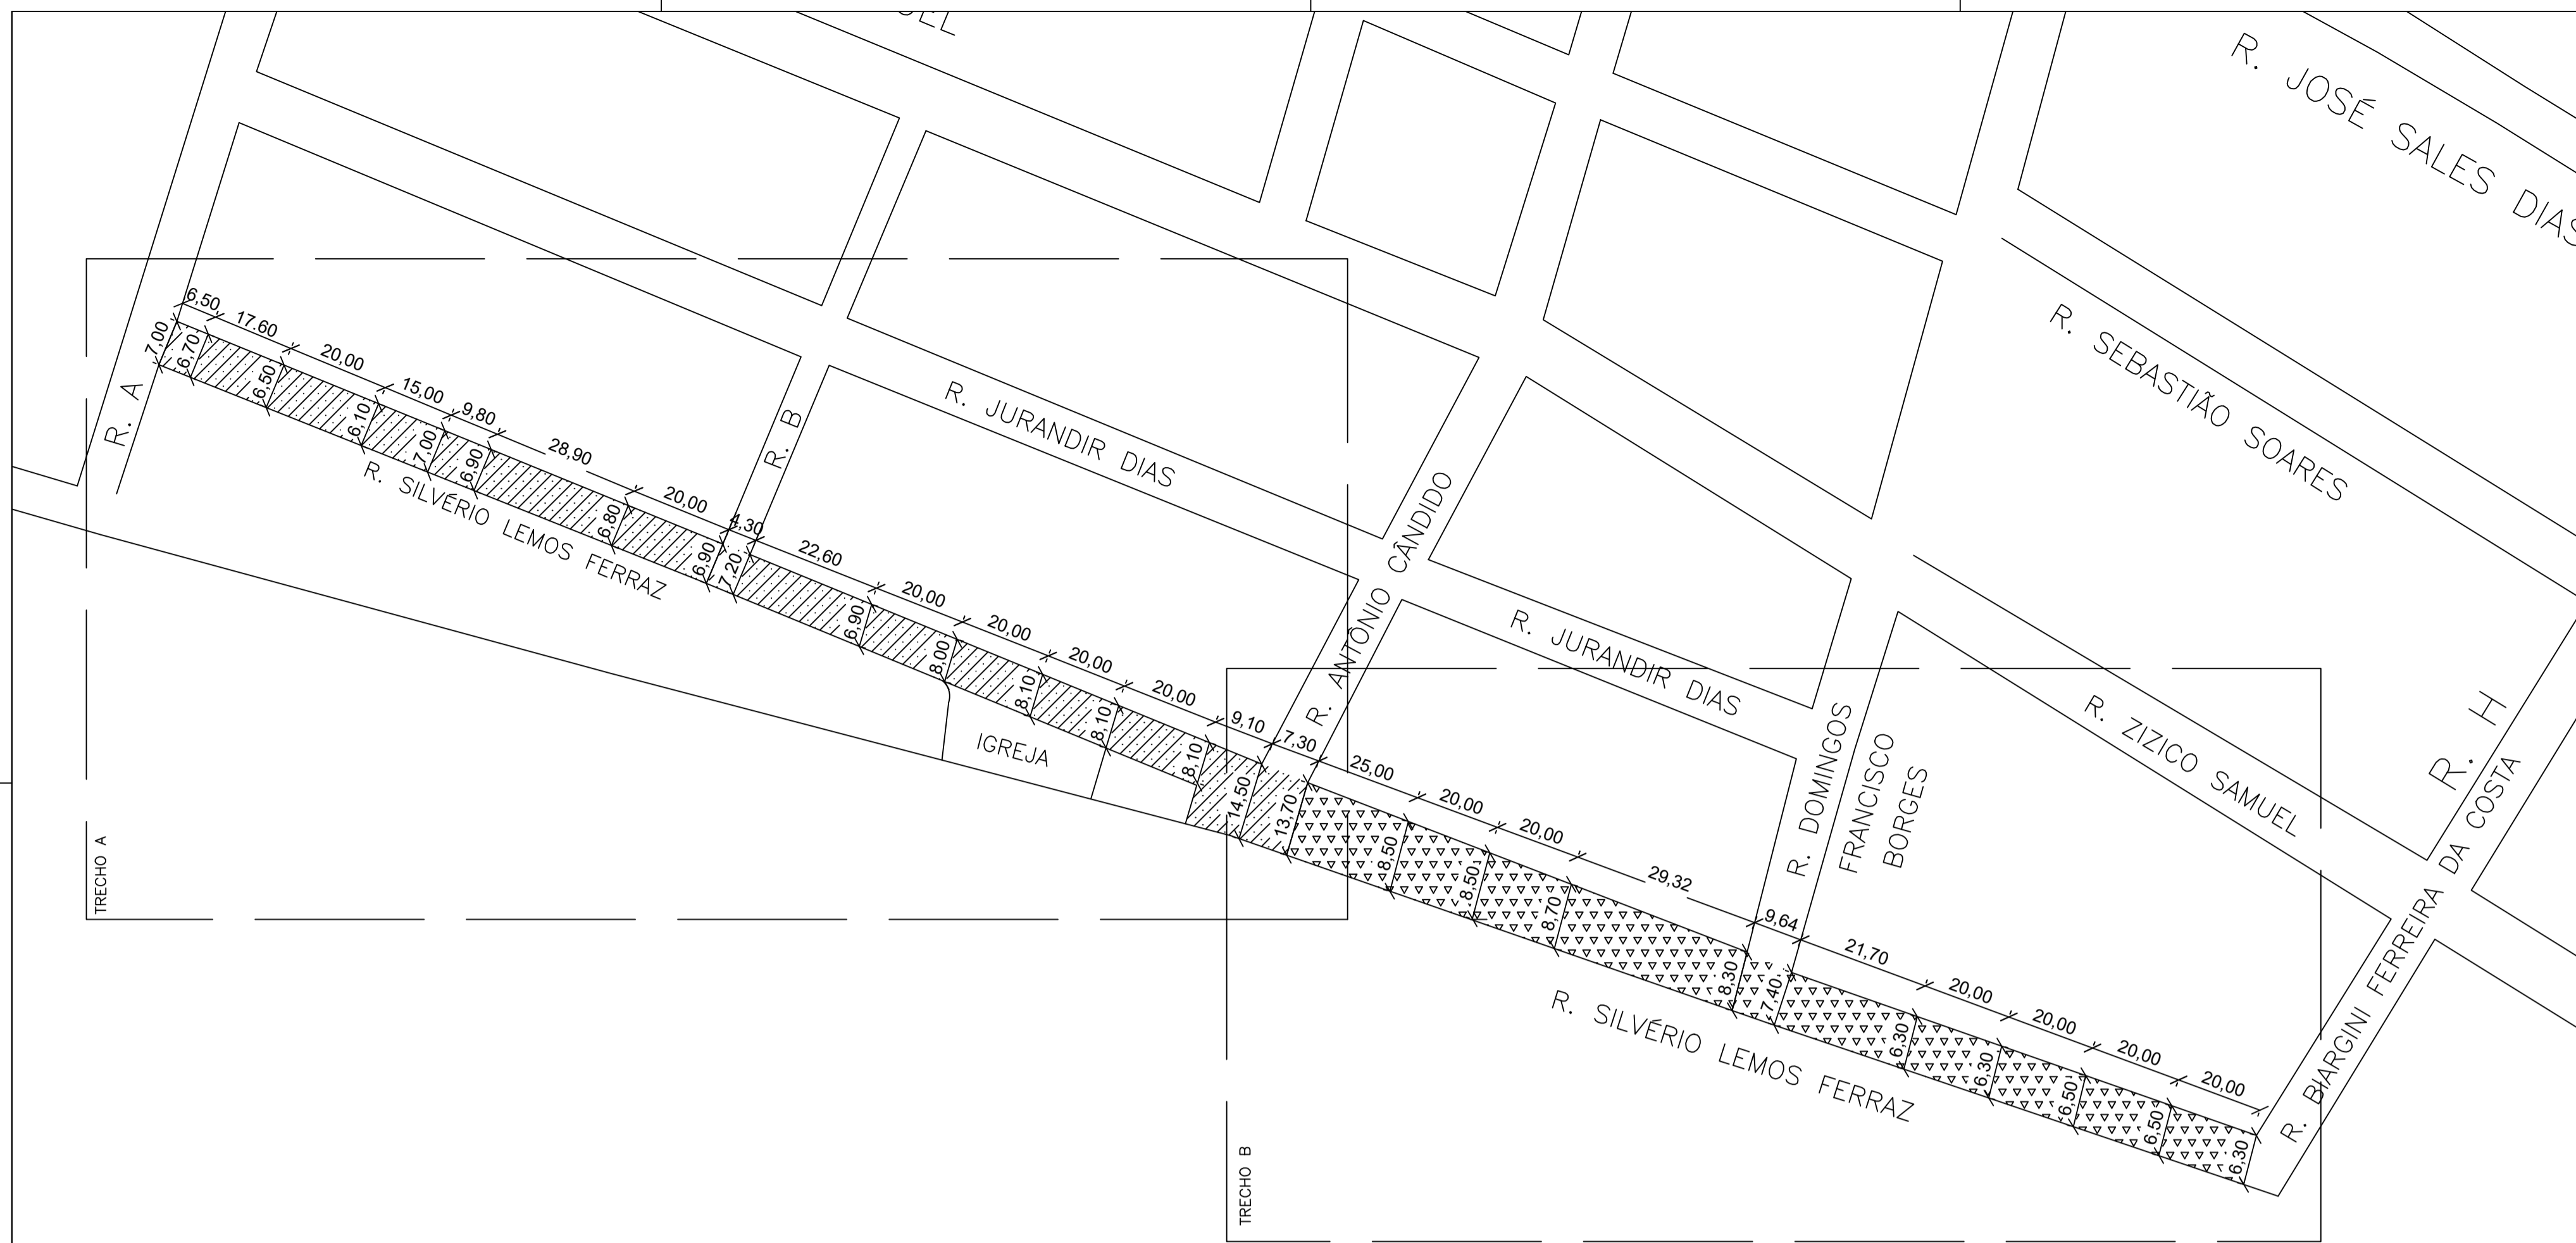 R. JOSÉ SALES DIAS
R. SEBASTIÃO SOARES
6,50
17.60
20,00
15,00
9,80
28,90
20,00
4,30
22,60
20,00
20,00
20,00
20,00
9,10
7,30
25,00
20,00
20,00
29,32
9,64
21,70
20,00
20,00
20,00
20,00
7,00
6,70
6,50
6,10
7,00
6,90
6,80
6,90
7,20
6,90
8,00
8,10
8,10
8,10
14,50
13,70
8,50
8,50
8,70
8,30
7,40
6,30
6,30
6,50
6,50
6,30
R. A
R. B
R. JURANDIR DIAS
R. SILVÉRIO LEMOS FERRAZ
R. ANTÔNIO CÂNDIDO
R. JURANDIR DIAS
IGREJA
R. DOMINGOS
FRANCISCO
BORGES
R. ZIZICO SAMUEL
R. H
R. BIARGINI FERREIRA DA COSTA
R. SILVÉRIO LEMOS FERRAZ
TRECHO A
TRECHO B